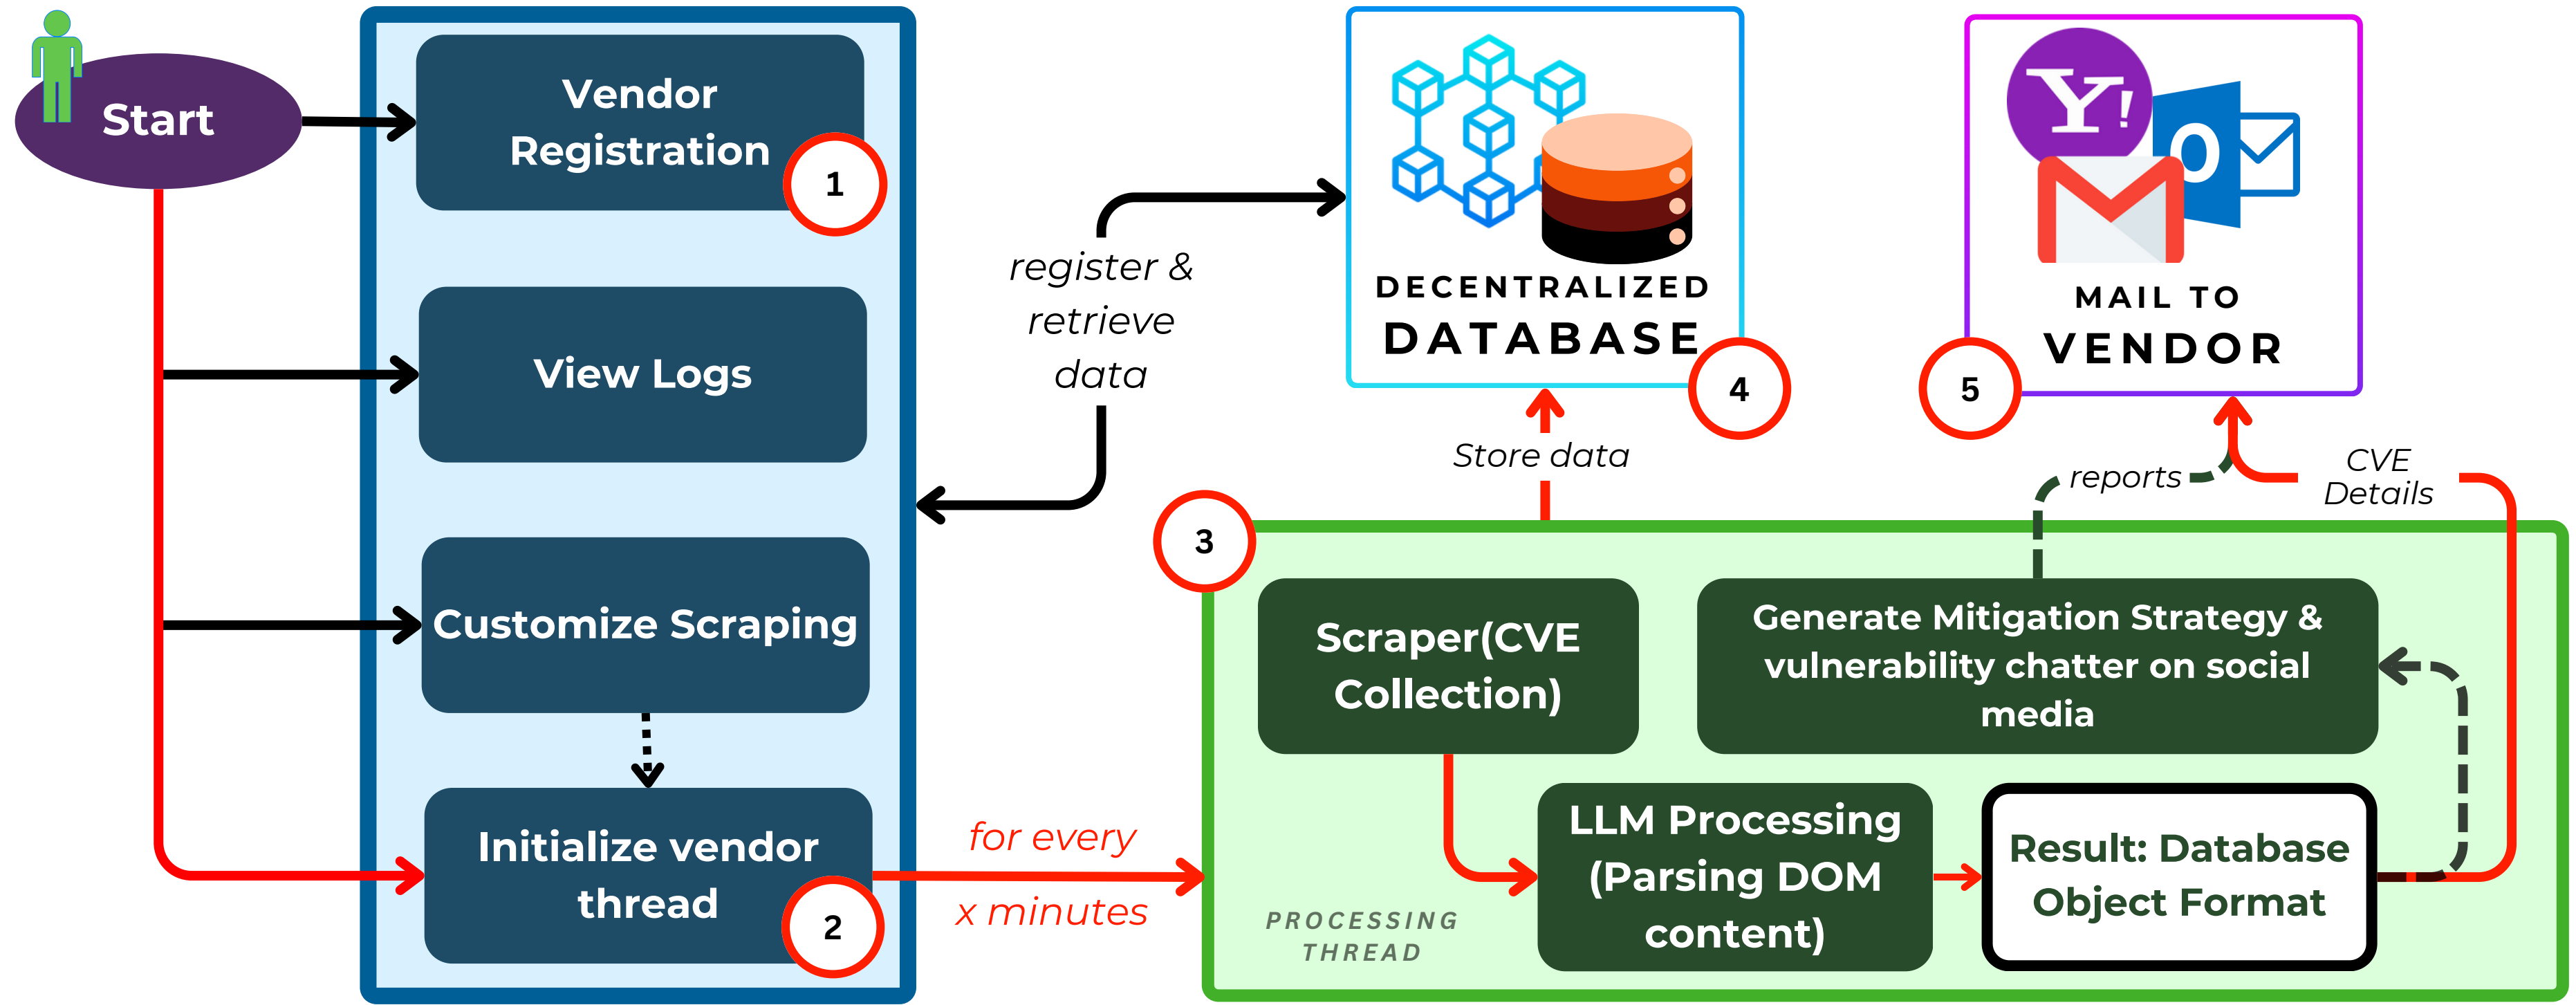 Start
Vendor
Registration
1
View Logs
Customize Scraping
Initialize vendor
thread
2
register &
retrieve
data
for every
x minutes
DECENTRALIZED
DATABASE
4
Y!
O
MAIL TO
VENDOR
5
Store data
reports
CVE
Details
3
Scraper(CVE
Collection)
Generate Mitigation Strategy &
vulnerability chatter on social
media
LLM Processing
(Parsing DOM
content)
Result: Database
Object Format
PROCESSING
THREAD